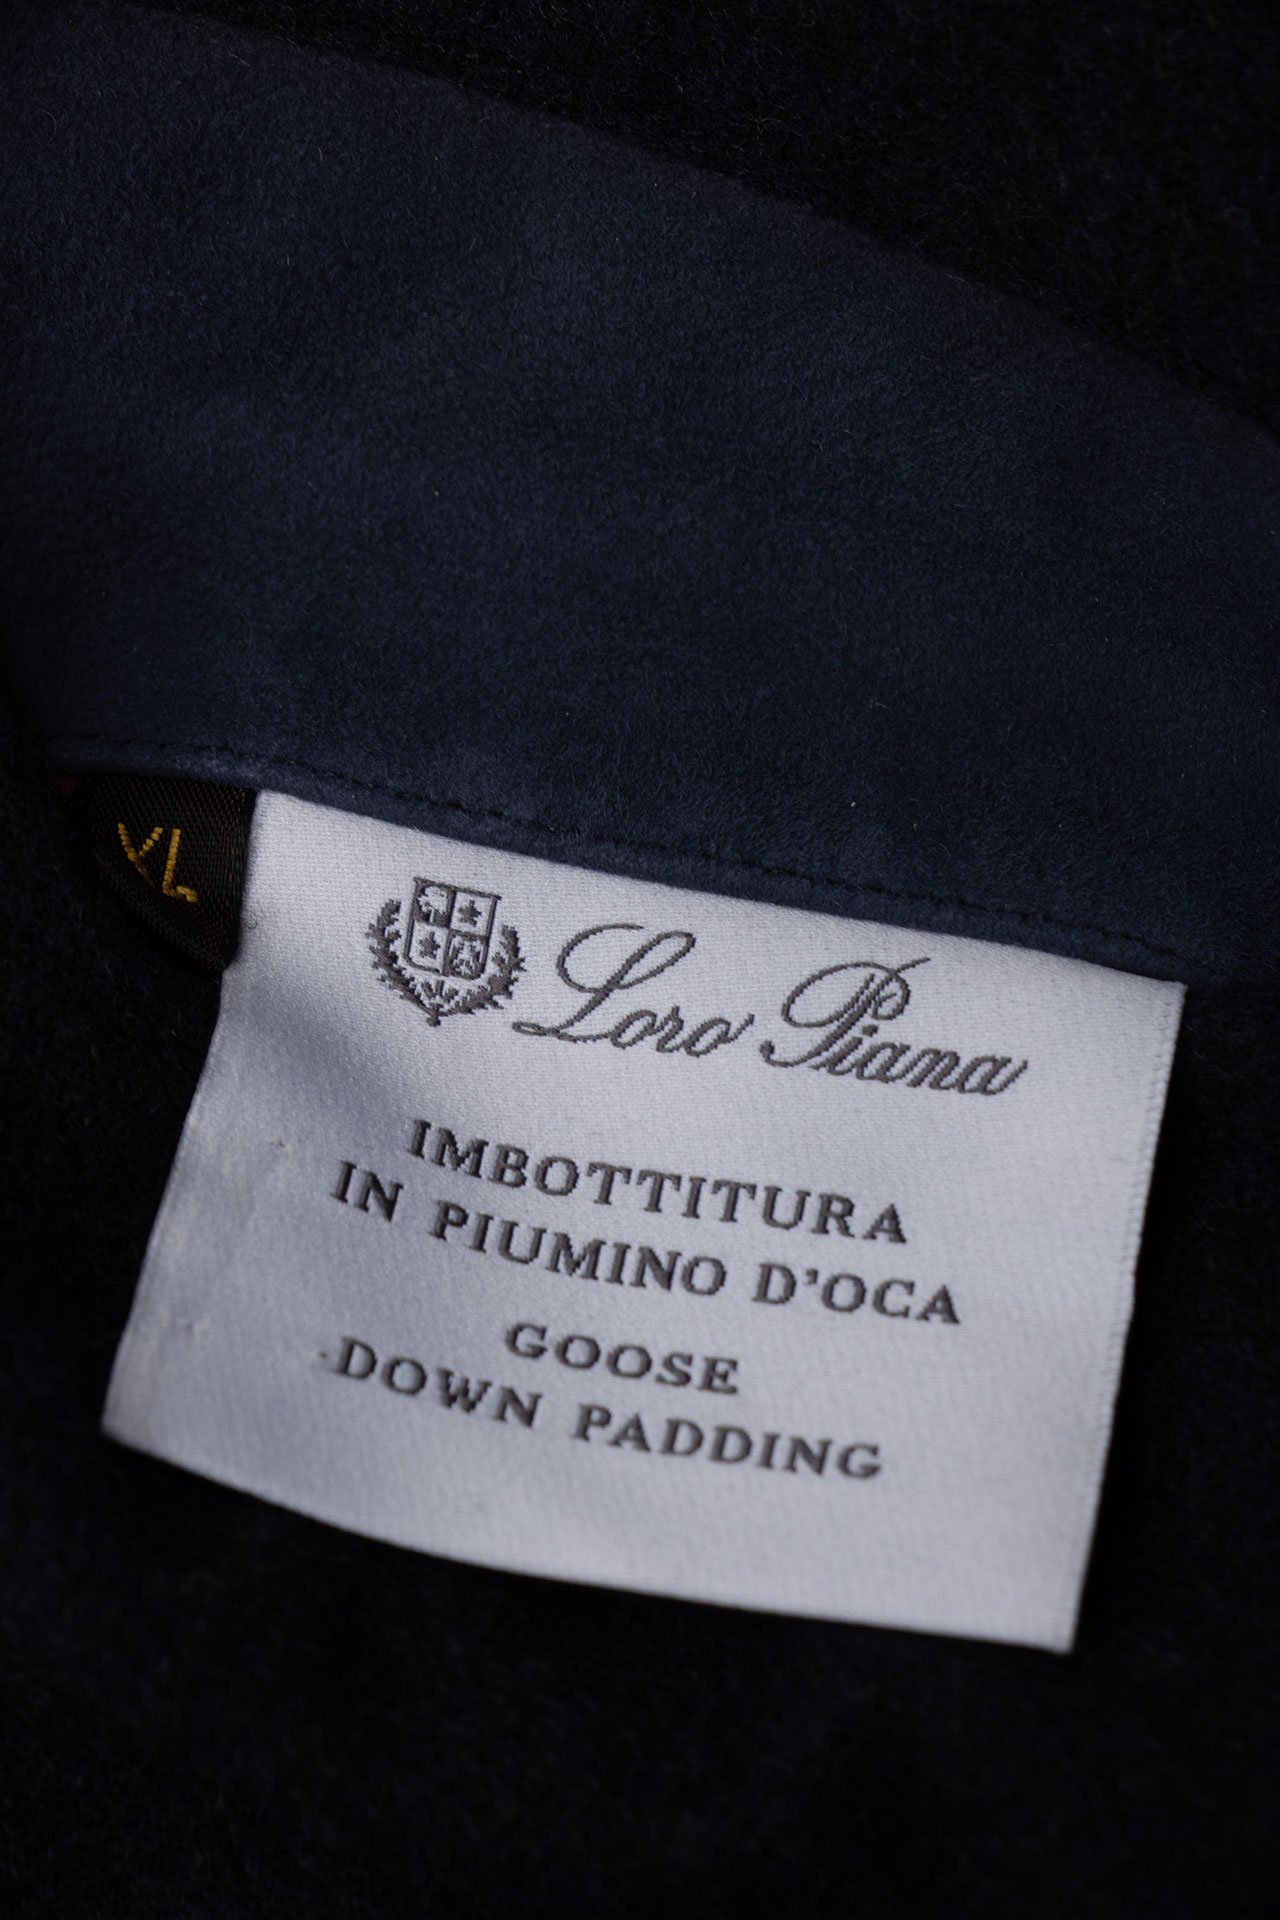 XL
Loro Piana
IMBOTTITURA
IN PIUMINO D'OCA
GOOSE
DOWN PADDING